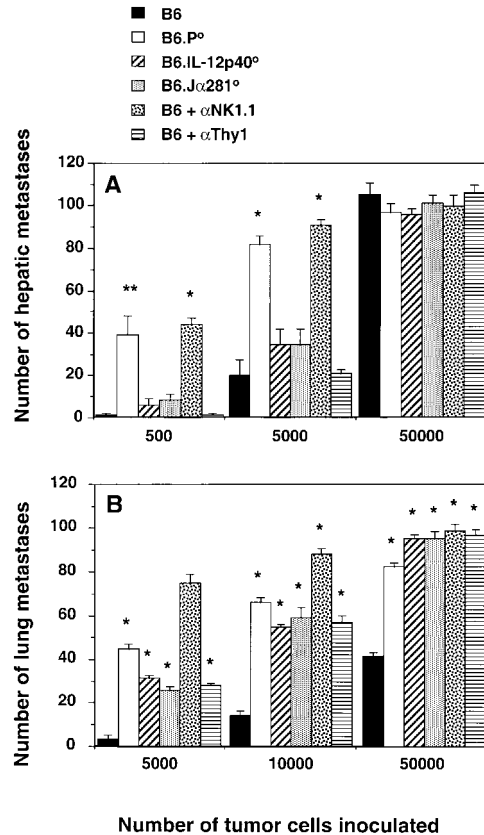 B6
B6.P°
B6.IL-12p40°
B6.Jα281°
B6 + αNK1.1
B6 + αThy1
A
Number of hepatic metastases
120
100
80
60
40
20
0
** * * *
500 5000 50000
B
Number of lung metastases
120
100
80
60
40
20
0
* * * * * * * * * * * * * *
5000 10000 50000
Number of tumor cells inoculated